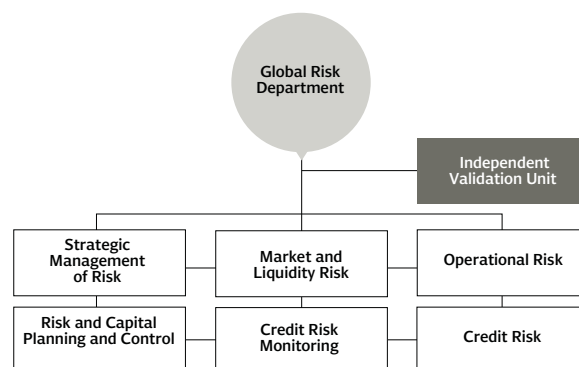 Global Risk
Department
Independent
Validation Unit
Strategic
Management
of Risk
Market and
Liquidity Risk
Operational Risk
Risk and Capital
Planning and Control
Credit Risk
Monitoring
Credit Risk